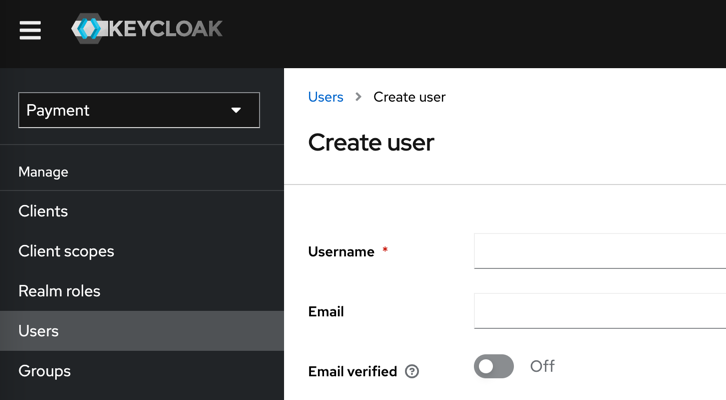 KEYCLOAK
Payment
Manage
Clients
Client scopes
Realm roles
Users
Groups
Users > Create user
Create user
Username *
Email
Email verified ? Off